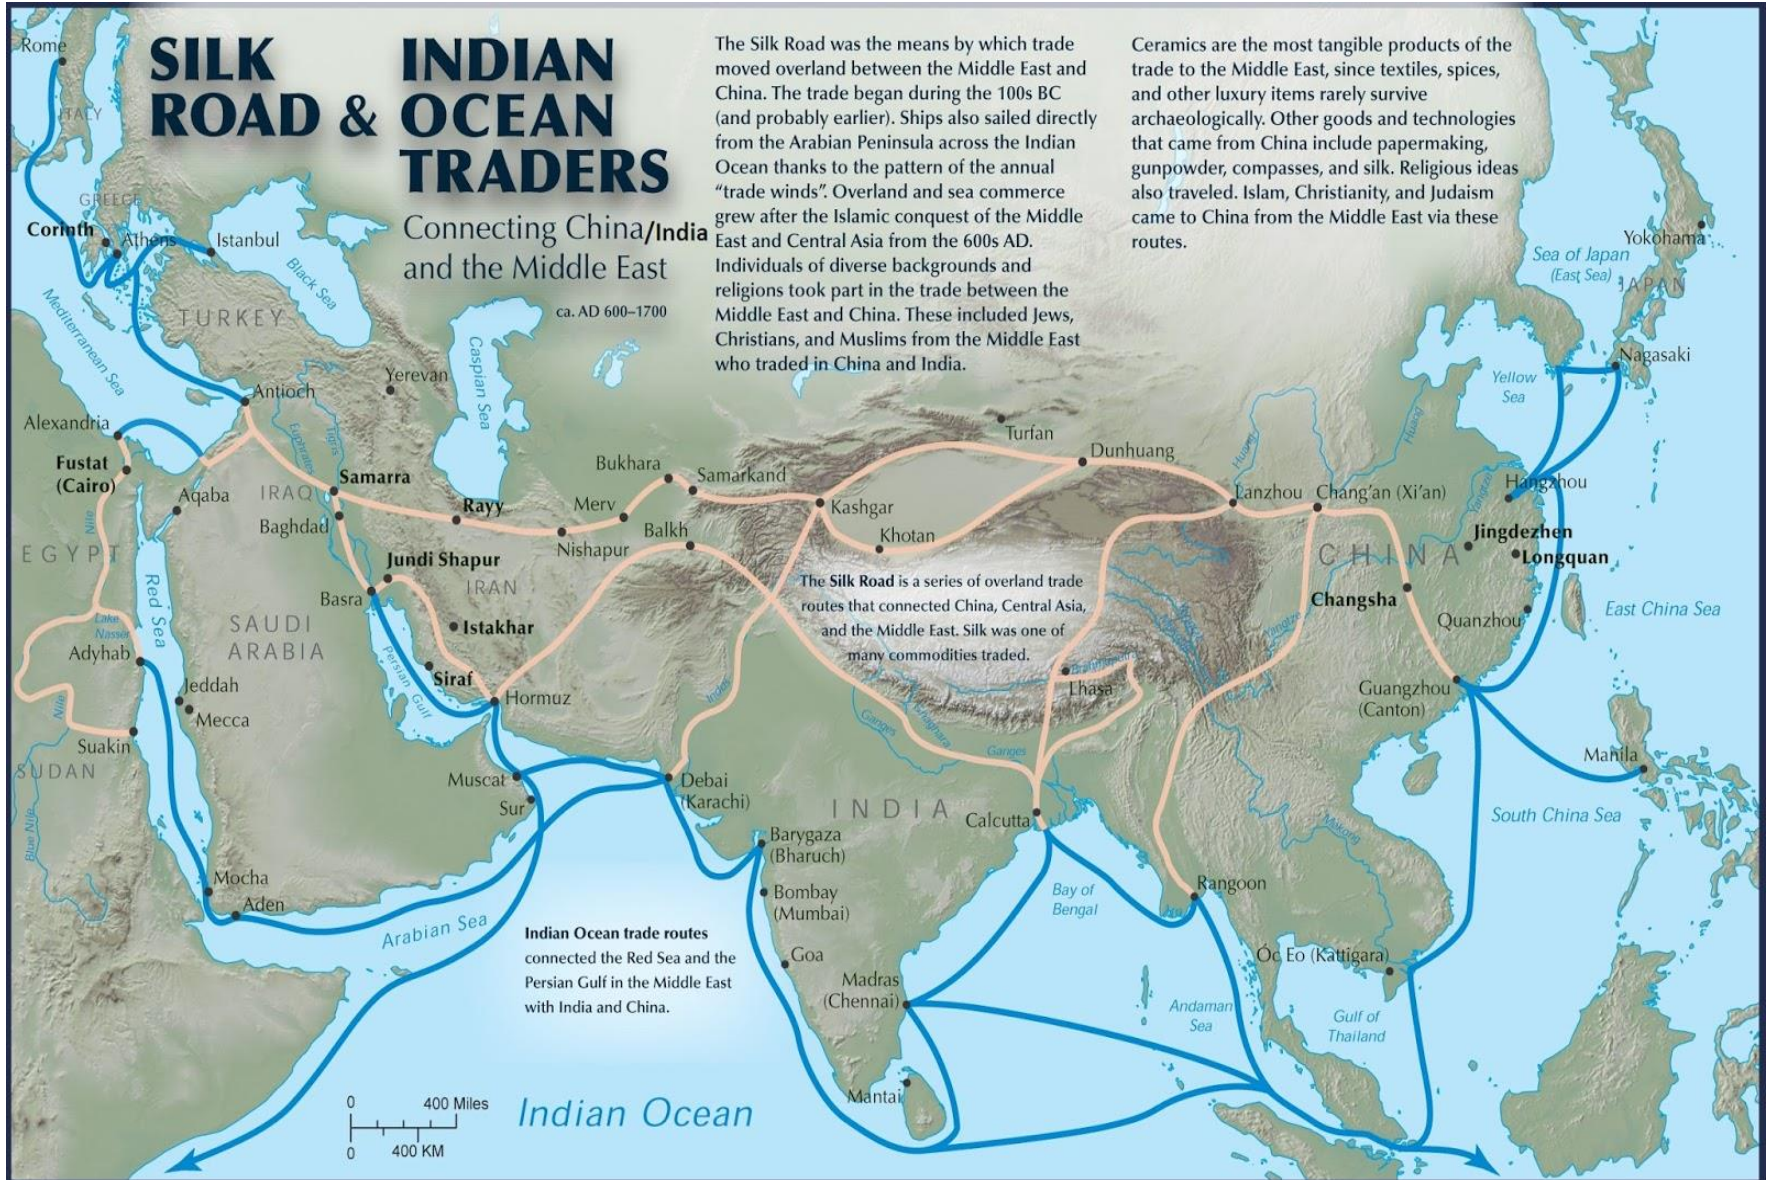 SILK
ROAD &
INDIAN
OCEAN
TRADERS
Connecting China/India
and the Middle East
ca. AD 600–1700
The Silk Road was the means by which trade
moved overland between the Middle East and
China. The trade began during the 100s BC
(and probably earlier). Ships also sailed directly
from the Arabian Peninsula across the Indian
Ocean thanks to the pattern of the annual
“trade winds”. Overland and sea commerce
grew after the Islamic conquest of the Middle
East and Central Asia from the 600s AD.
Individuals of diverse backgrounds and
religions took part in the trade between the
Middle East and China. These included Jews,
Christians, and Muslims from the Middle East
who traded in China and India.
Ceramics are the most tangible products of the
trade to the Middle East, since textiles, spices,
and other luxury items rarely survive
archaeologically. Other goods and technologies
that came from China include papermaking,
gunpowder, compasses, and silk. Religious ideas
also traveled. Islam, Christianity, and Judaism
came to China from the Middle East via these
routes.
Rome
ITALY
GREECE
Corinth
Athens
Istanbul
Black Sea
Mediterranean Sea
TURKEY
Caspian Sea
Yerevan
Antioch
Alexandria
Fustat
(Cairo)
Aqaba
Nile
EGYPT
Red Sea
Lake
Nasser
Adyhab
Jeddah
Mecca
Nile
Suakin
SUDAN
Blue Nile
Mocha
Aden
Euphrates
Tigris
IRAQ
Samarra
Baghdad
Basra
SAUDI
ARABIA
Rayy
Jundi Shapur
IRAN
Istakhar
Siraf
Persian Gulf
Hormuz
Muscat
Sur
Arabian Sea
Nishapur
Merv
Bukhara
Samarkand
Balkh
Kashgar
Khotan
Turfan
Dunhuang
The Silk Road is a series of overland trade
routes that connected China, Central Asia,
and the Middle East. Silk was one of
many commodities traded.
Indus
Debai
(Karachi)
Barygaza
(Bharuch)
Bombay
(Mumbai)
Goa
Madras
(Chennai)
Mantai
INDIA
Ganges
Ghaghara
Ganges
Calcutta
Brahmaputra
Lhasa
Bay of
Bengal
Rangoon
Andaman
Sea
Mekong
Óc Eo (Kattigara)
Gulf of
Thailand
Huang
Lanzhou
Chang’an (Xi’an)
Huang
Yangtze
Yangtze
CHINA
Hangzhou
Jingdezhen
Longquan
Changsha
Quanzhou
Guangzhou
(Canton)
Manila
South China Sea
East China Sea
Yellow
Sea
Nagasaki
JAPAN
Sea of Japan
(East Sea)
Yokohama
Indian Ocean trade routes
connected the Red Sea and the
Persian Gulf in the Middle East
with India and China.
0 400 Miles
0 400 KM
Indian Ocean